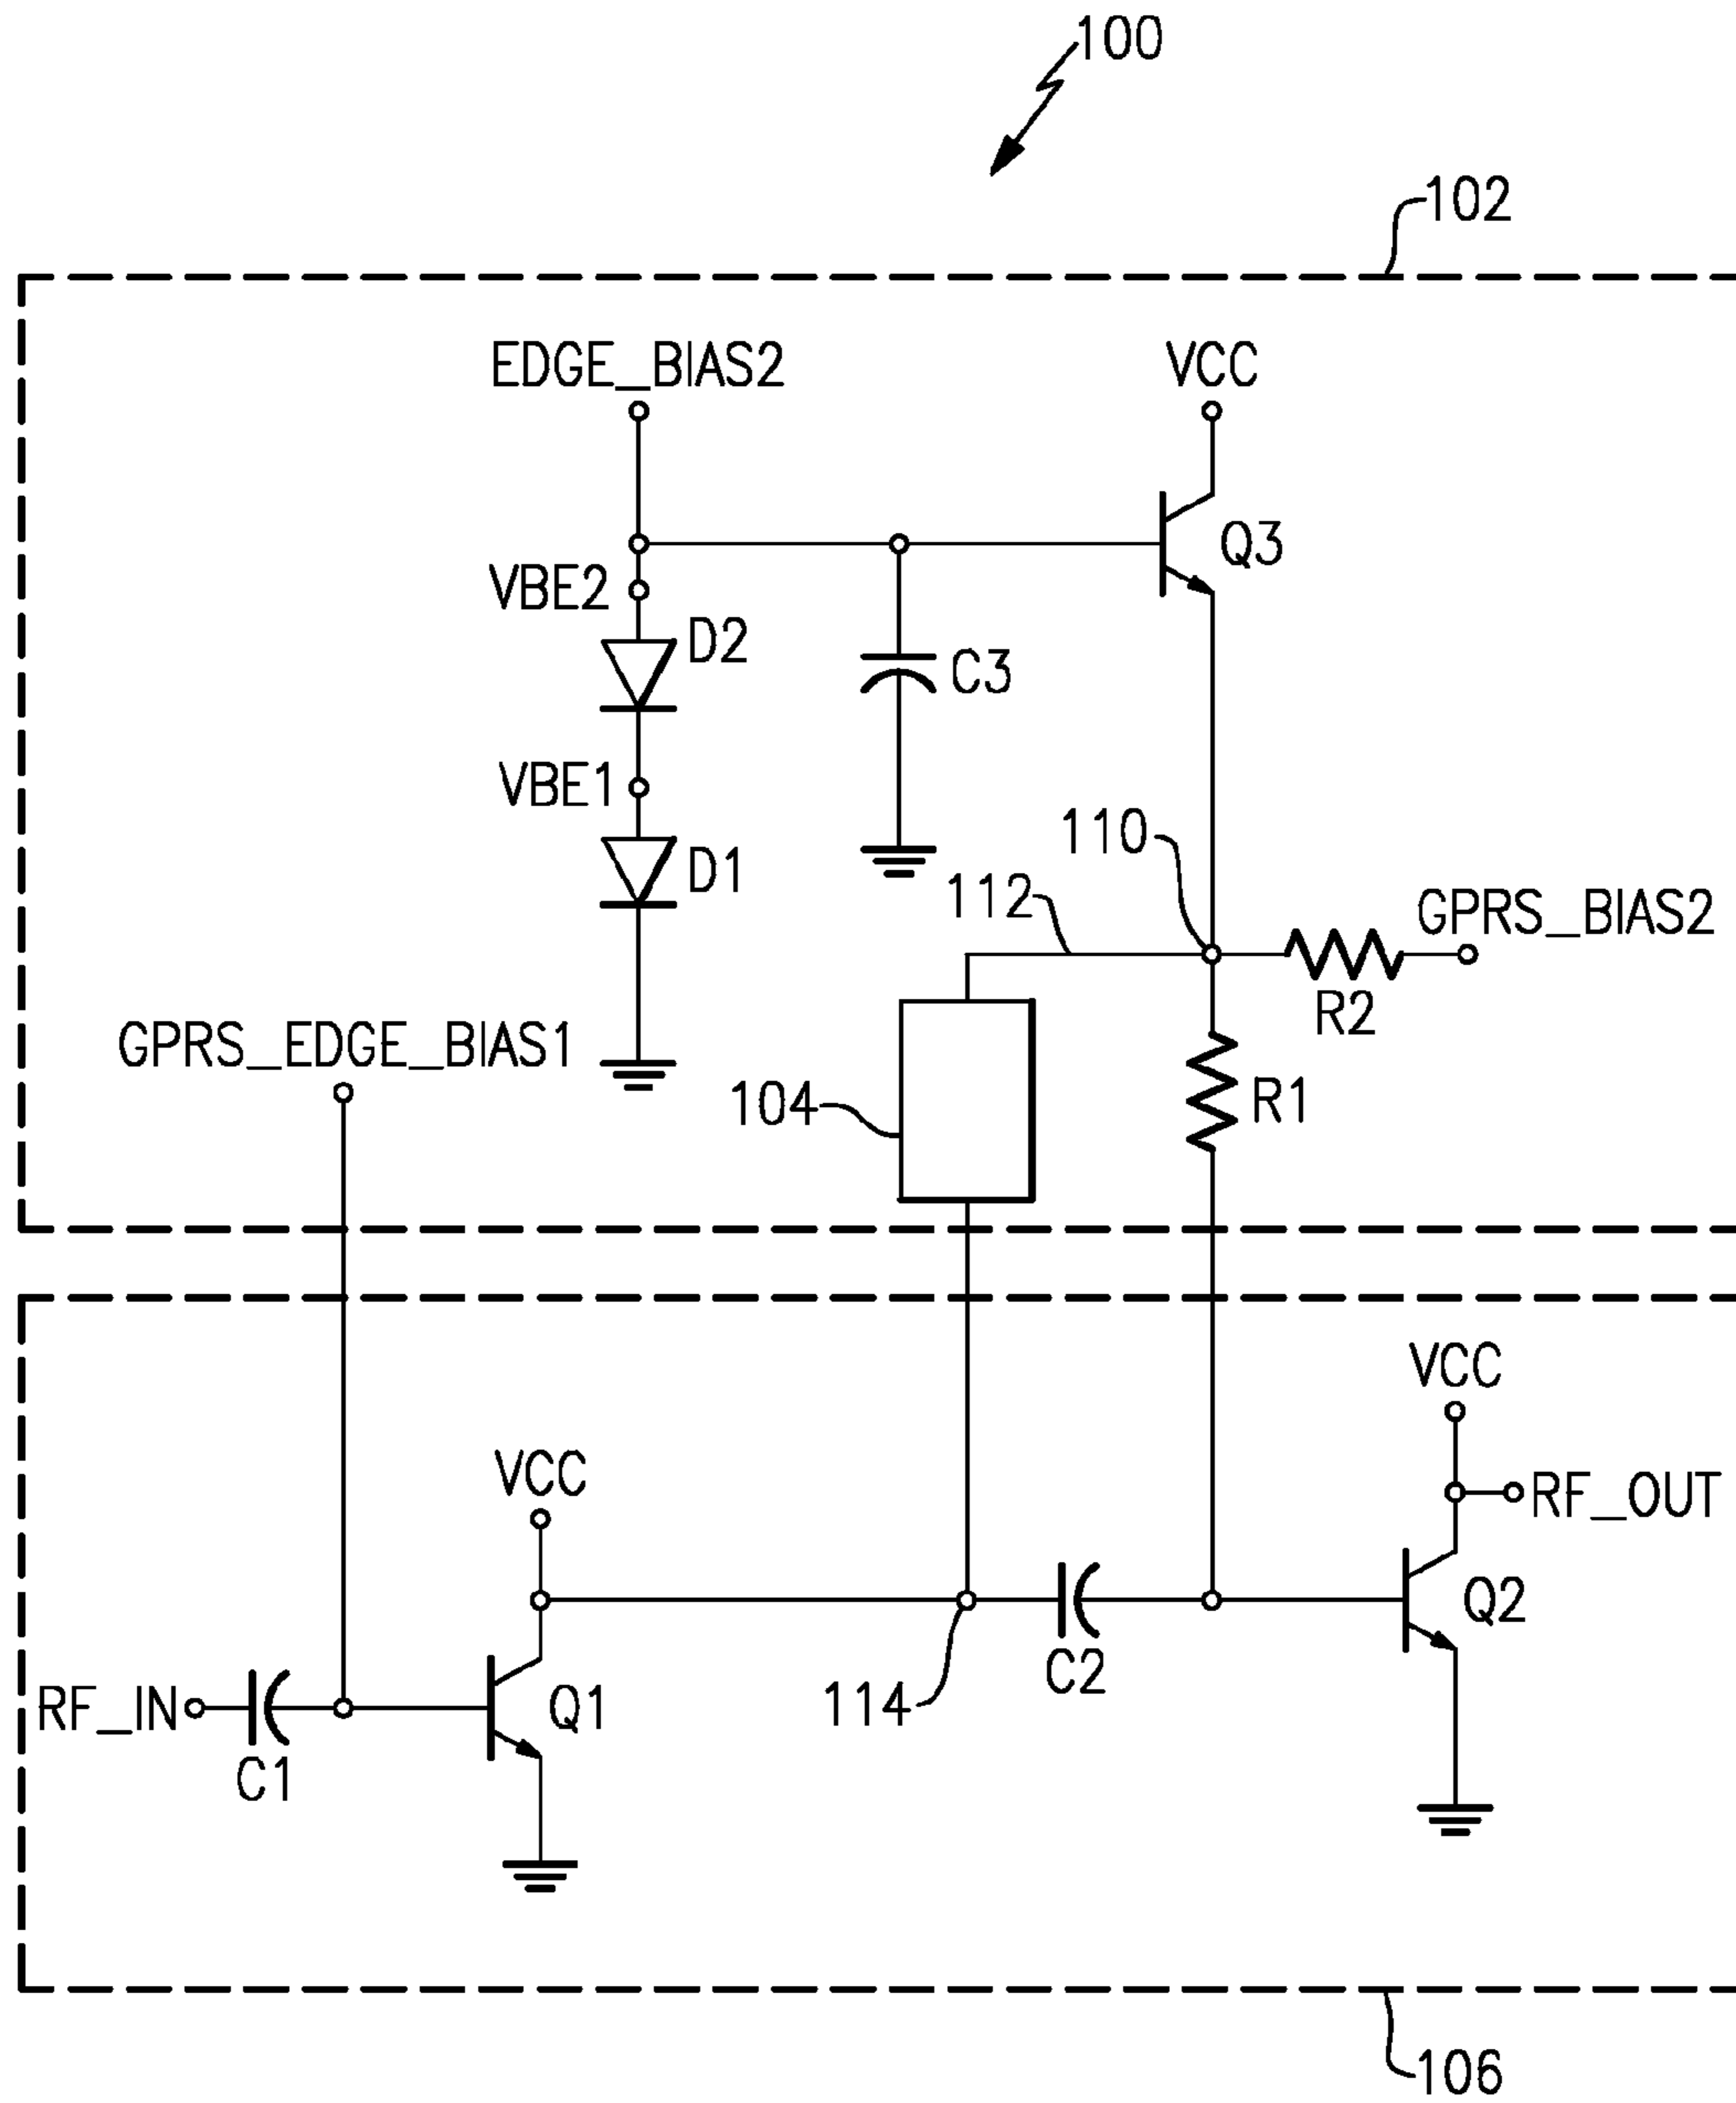 100
102
EDGE_BIAS2
VCC
Q3
VBE2
D2
C3
VBE1
110
D1
112
GPRS_BIAS2
R2
GPRS_EDGE_BIAS1
104
R1
VCC
VCC
RF_OUT
Q2
C2
RF_IN
Q1
114
C1
106